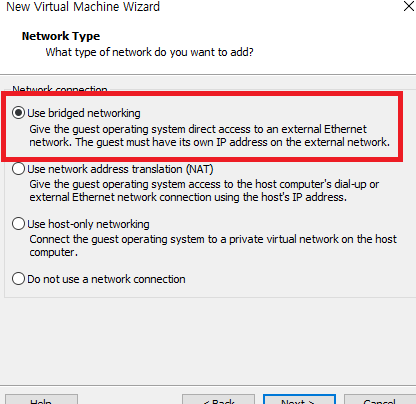 New Virtual Machine Wizard
Network Type
What type of network do you want to add?
Network connection
Use bridged networking
Give the guest operating system direct access to an external Ethernet
network. The guest must have its own IP address on the external network.
Use network address translation (NAT)
Give the guest operating system access to the host computer's dial-up or
external Ethernet network connection using the host's IP address.
Use host-only networking
Connect the guest operating system to a private virtual network on the host
computer.
Do not use a network connection
Help
< Back
Next >
Cancel